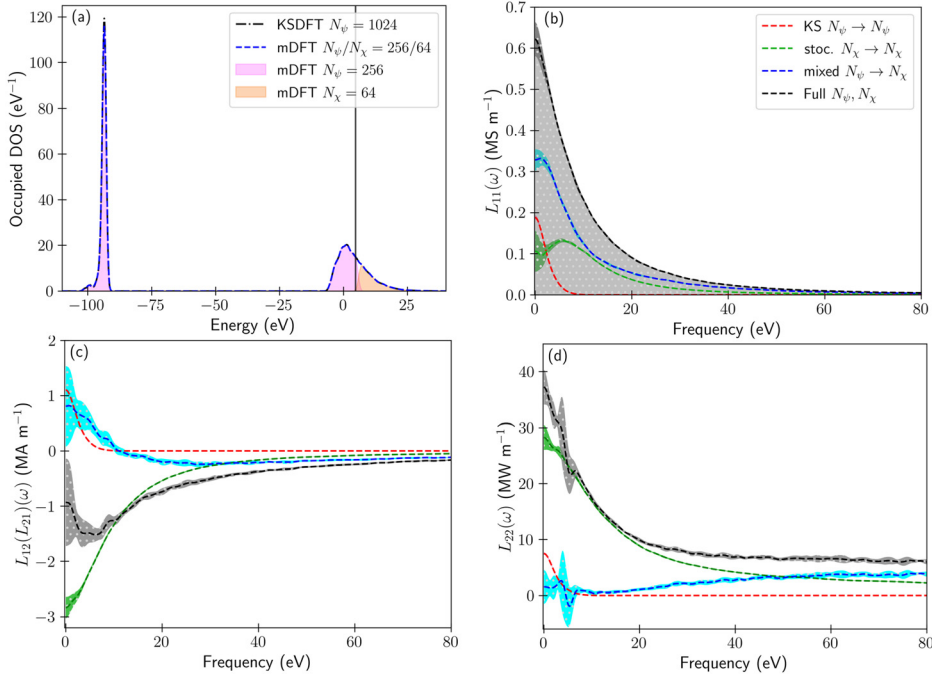 (a)
KSDFT N_ψ = 1024
mDFT N_ψ/N_χ = 256/64
mDFT N_ψ = 256
mDFT N_χ = 64
120
100
80
60
40
20
0
Occupied DOS (eV⁻¹)
−100 −75 −50 −25 0 25
Energy (eV)
(b)
KS N_ψ → N_ψ
stoc. N_χ → N_χ
mixed N_ψ → N_χ
Full N_ψ, N_χ
0.7
0.6
0.5
0.4
0.3
0.2
0.1
0.0
L₁₁(ω) (MS m⁻¹)
0 20 40 60 80
Frequency (eV)
(c)
2
1
0
−1
−2
−3
L₁₂(L₂₁)(ω) (MA m⁻¹)
0 20 40 60 80
Frequency (eV)
(d)
40
30
20
10
0
L₂₂(ω) (MW m⁻¹)
0 20 40 60 80
Frequency (eV)